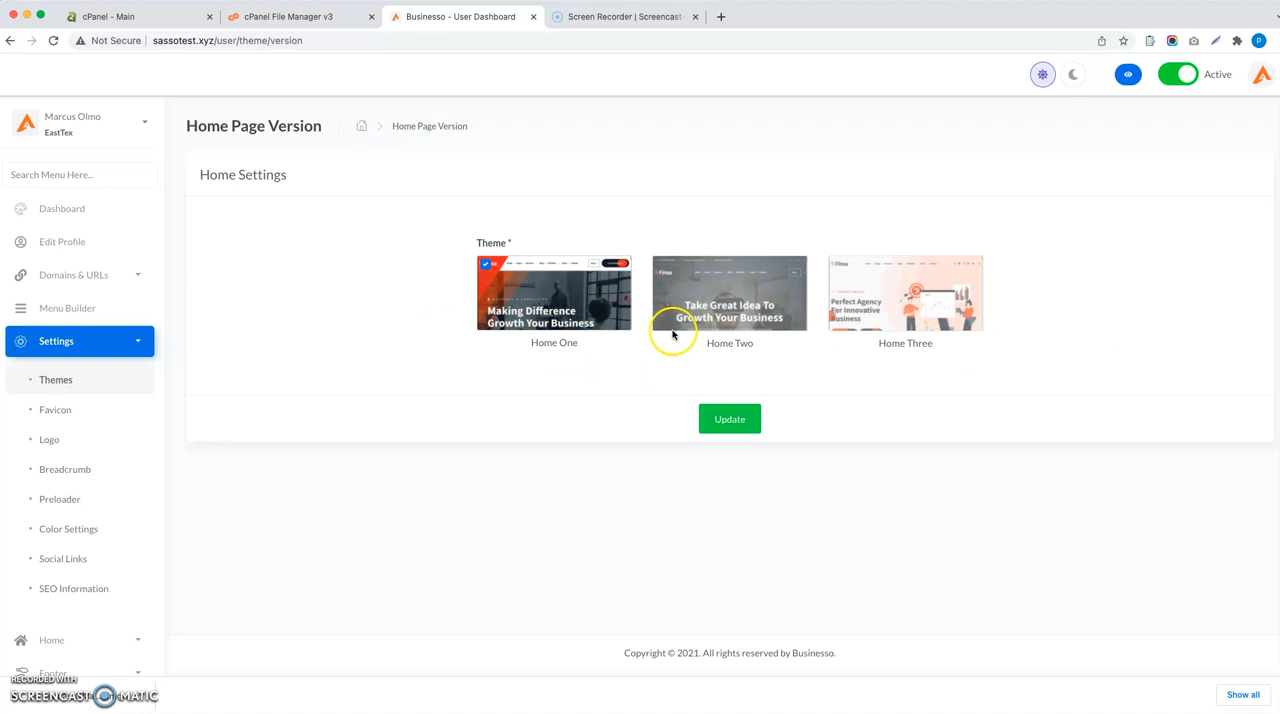 cPanel - Main
cPanel File Manager v3
Businesso - User Dashboard
Screen Recorder | Screencast-
Not Secure
sassotest.xyz/user/theme/version
Active
Marcus Olmo
EastTex
Search Menu Here...
Dashboard
Edit Profile
Domains & URLs
Menu Builder
Settings
Themes
Favicon
Logo
Breadcrumb
Preloader
Color Settings
Social Links
SEO Information
Home
Footer
Home Page Version
Home Page Version
Home Settings
Theme *
Making Difference
Growth Your Business
Home One
Finsa
Take Great Idea To
Growth Your Business
Home Two
Finsa
Perfect Agency
For Innovative
Business
Home Three
Update
Copyright © 2021. All rights reserved by Businesso.
RECORDED WITH
SCREENCAST-O-MATIC
Show all